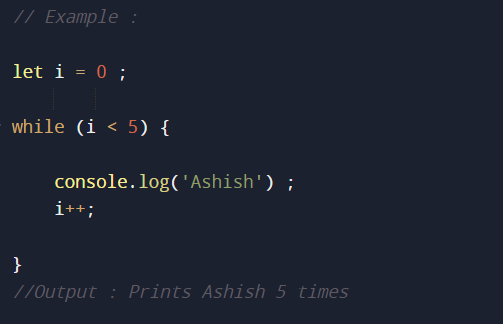 // Example :
let i = 0 ;
while (i < 5) {
console.log('Ashish') ;
i++;
}
//Output : Prints Ashish 5 times